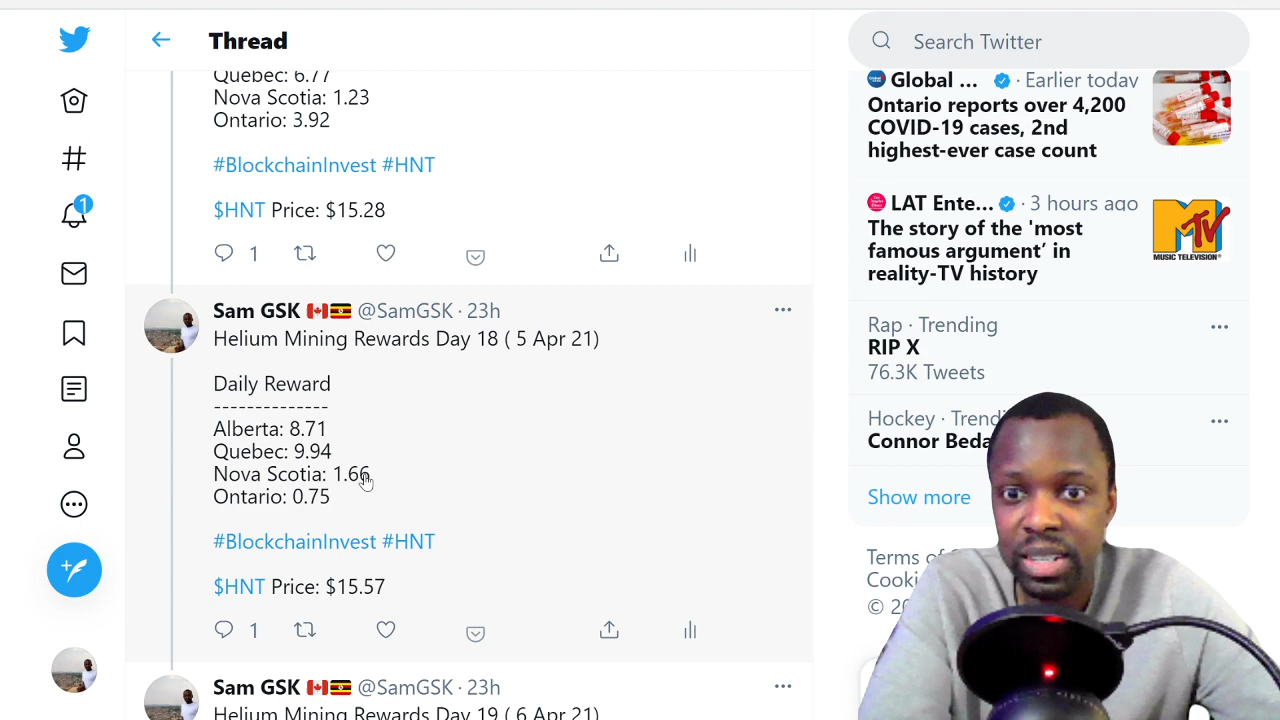 Thread
Search Twitter
Quebec: 6.77
Nova Scotia: 1.23
Ontario: 3.92
#BlockchainInvest #HNT
$HNT Price: $15.28
1
Sam GSK @SamGSK · 23h
Helium Mining Rewards Day 18 ( 5 Apr 21)
Daily Reward
--------------
Alberta: 8.71
Quebec: 9.94
Nova Scotia: 1.66
Ontario: 0.75
#BlockchainInvest #HNT
$HNT Price: $15.57
1
Sam GSK @SamGSK · 23h
Helium Mining Rewards Day 19 ( 6 Apr 21)
1
Global ... · Earlier today
Ontario reports over 4,200
COVID-19 cases, 2nd
highest-ever case count
LAT Ente... · 3 hours ago
The story of the 'most
famous argument' in
reality-TV history
MTV
MUSIC TELEVISION®
Rap · Trending
RIP X
76.3K Tweets
Hockey · Trend
Connor Beda
Show more
Terms of
Cooki
©